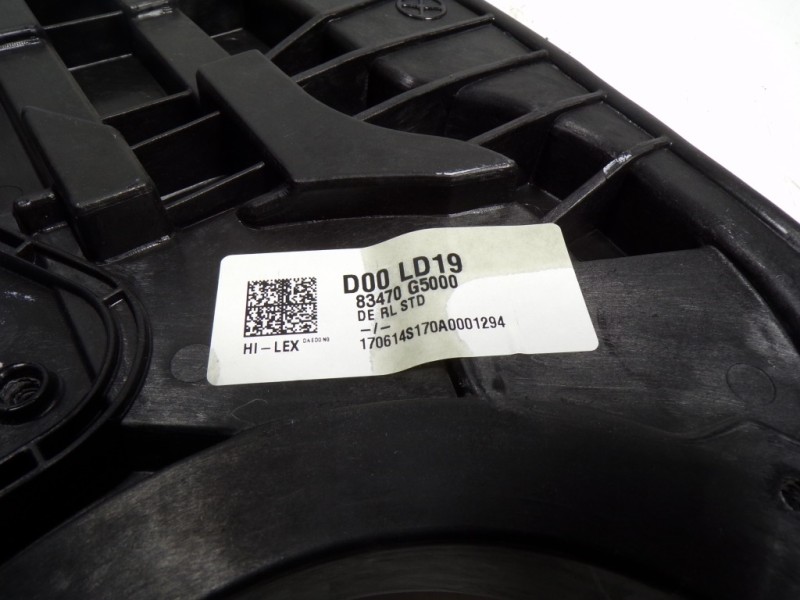 D00 LD19
83470 G5000
DE RL STD
-/-
170614S170A0001294
HI-LEX